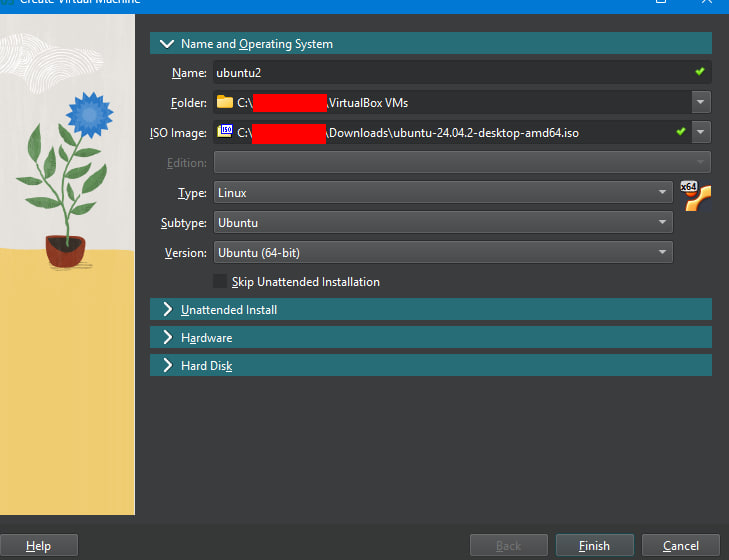 Create Virtual Machine
Name and Operating System
Name: ubuntu2
Folder: C:\ \VirtualBox VMs
ISO Image: ISO C:\ \Downloads\ubuntu-24.04.2-desktop-amd64.iso
Edition:
Type: Linux x64
Subtype: Ubuntu
Version: Ubuntu (64-bit)
Skip Unattended Installation
Unattended Install
Hardware
Hard Disk
Help Back Finish Cancel